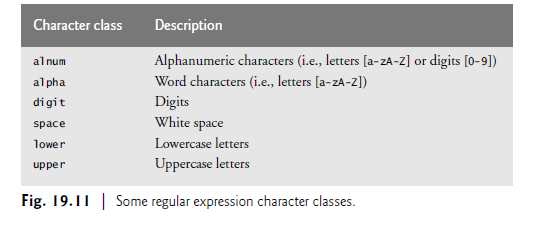 Character class Description
alnum Alphanumeric characters (i.e., letters [a-zA-Z] or digits [0-9])
alpha Word characters (i.e., letters [a-zA-Z])
digit Digits
space White space
lower Lowercase letters
upper Uppercase letters
Fig. 19.11 | Some regular expression character classes.